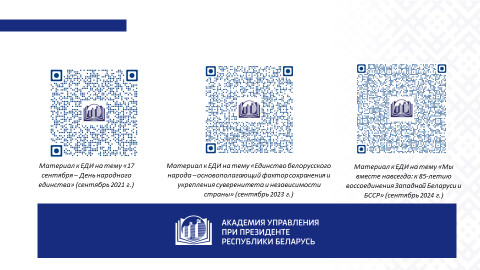 Материал к ЕДИ на тему «17
сентября – День народного
единства» (сентябрь 2021 г.)
Материал к ЕДИ на тему «Единство белорусского
народа – основополагающий фактор сохранения и
укрепления суверенитета и независимости
страны» (сентябрь 2023 г.)
Материал к ЕДИ на тему «Мы
вместе навсегда: к 85-летию
воссоединения Западной Беларуси и
БССР» (сентябрь 2024 г.)
АКАДЕМИЯ УПРАВЛЕНИЯ
ПРИ ПРЕЗИДЕНТЕ
РЕСПУБЛИКИ БЕЛАРУСЬ